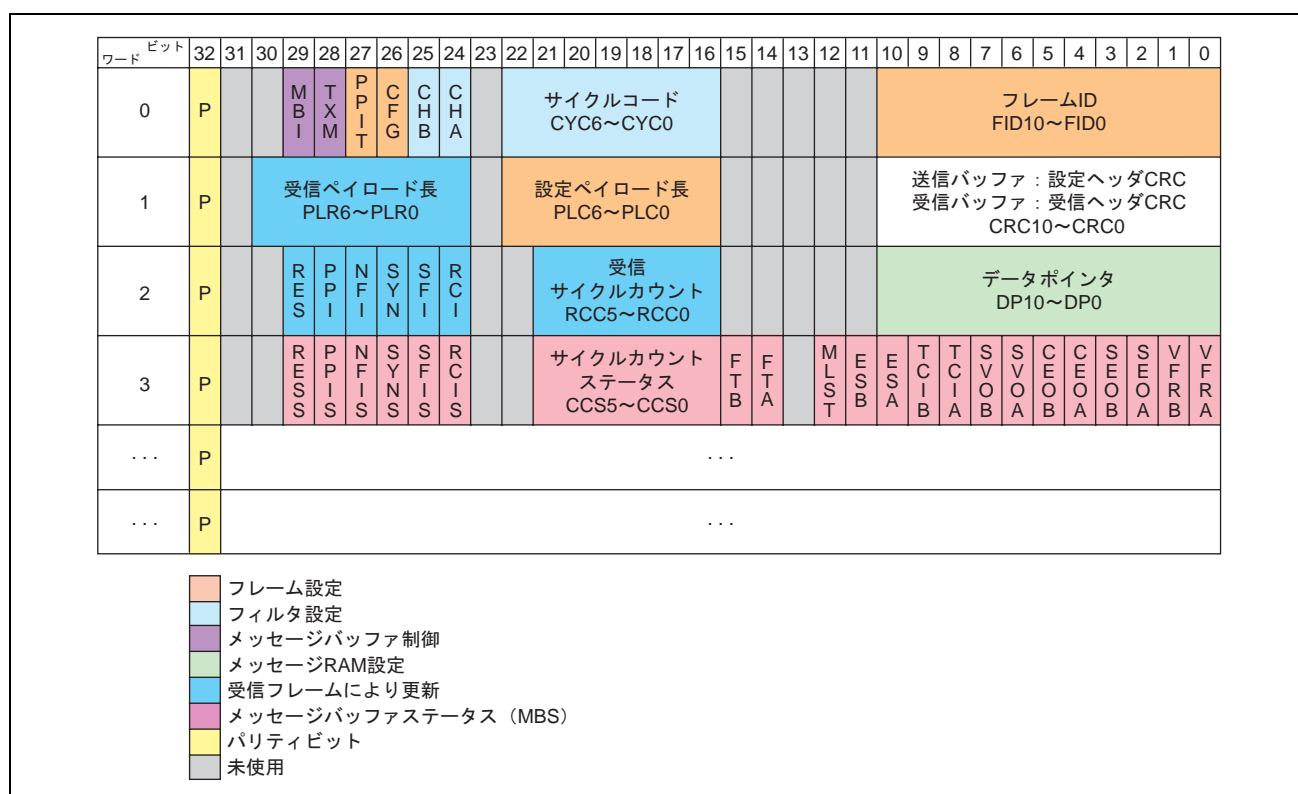 ビット
ワード 32 31 30 29 28 27 26 25 24 23 22 21 20 19 18 17 16 15 14 13 12 11 10 9 8 7 6 5 4 3 2 1 0
0 P MBI TXM PPIT CFG CHB CHA サイクルコード フレームID
CYC6～CYC0 FID10～FID0
1 P 受信ペイロード長 設定ペイロード長 送信バッファ：設定ヘッダCRC
PLR6～PLR0 PLC6～PLC0 受信バッファ：受信ヘッダCRC
CRC10～CRC0
2 P RES PPI NFI SYN SFI RCI 受信 データポインタ
サイクルカウント DP10～DP0
RCC5～RCC0
3 P RESS PPIS NFIS SYNS SFIS RCIS サイクルカウント FTB FTA MLST ESB ESA TCIB TCIA SVOB SVOA CEOB CEOA SEOB SEOA VFRB VFRA
ステータス
CCS5～CCS0
··· P ···
··· P ···
フレーム設定
フィルタ設定
メッセージバッファ制御
メッセージRAM設定
受信フレームにより更新
メッセージバッファステータス（MBS）
パリティビット
未使用